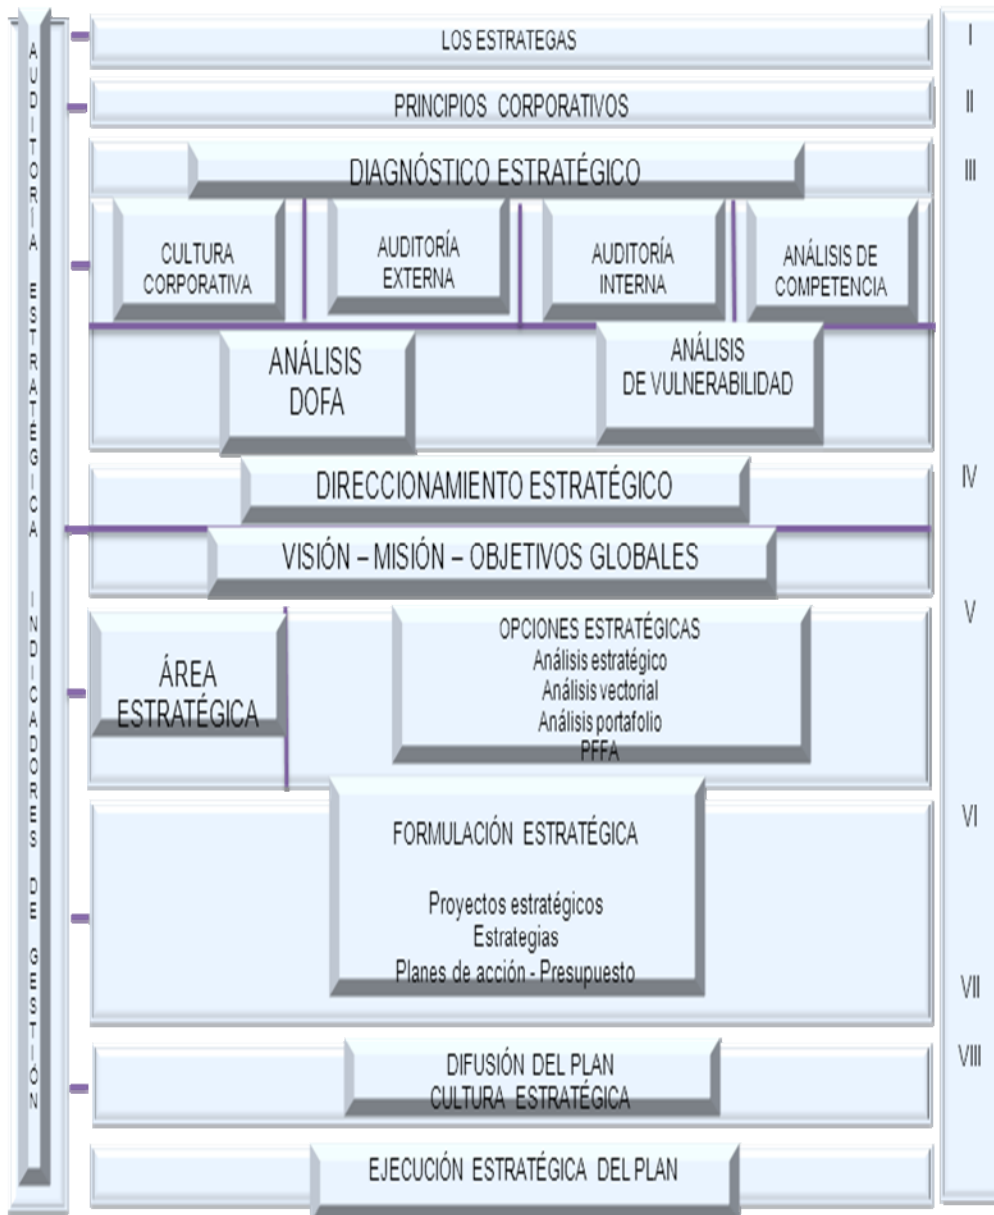 LOS ESTRATEGAS
I
PRINCIPIOS CORPORATIVOS
II
DIAGNÓSTICO ESTRATÉGICO
III
CULTURA
CORPORATIVA
AUDITORÍA
EXTERNA
AUDITORÍA
INTERNA
ANÁLISIS DE
COMPETENCIA
ANÁLISIS
DOFA
ANÁLISIS
DE VULNERABILIDAD
DIRECCIONAMIENTO ESTRATÉGICO
IV
VISIÓN – MISIÓN – OBJETIVOS GLOBALES
ÁREA
ESTRATÉGICA
OPCIONES ESTRATÉGICAS
Análisis estratégico
Análisis vectorial
Análisis portafolio
PFFA
V
FORMULACIÓN ESTRATÉGICA
Proyectos estratégicos
Estrategias
Planes de acción - Presupuesto
VI
VII
DIFUSIÓN DEL PLAN
CULTURA ESTRATÉGICA
VIII
EJECUCIÓN ESTRATÉGICA DEL PLAN
AUDITORÍA ESTRATÉGICA INDICADORES DE GESTIÓN